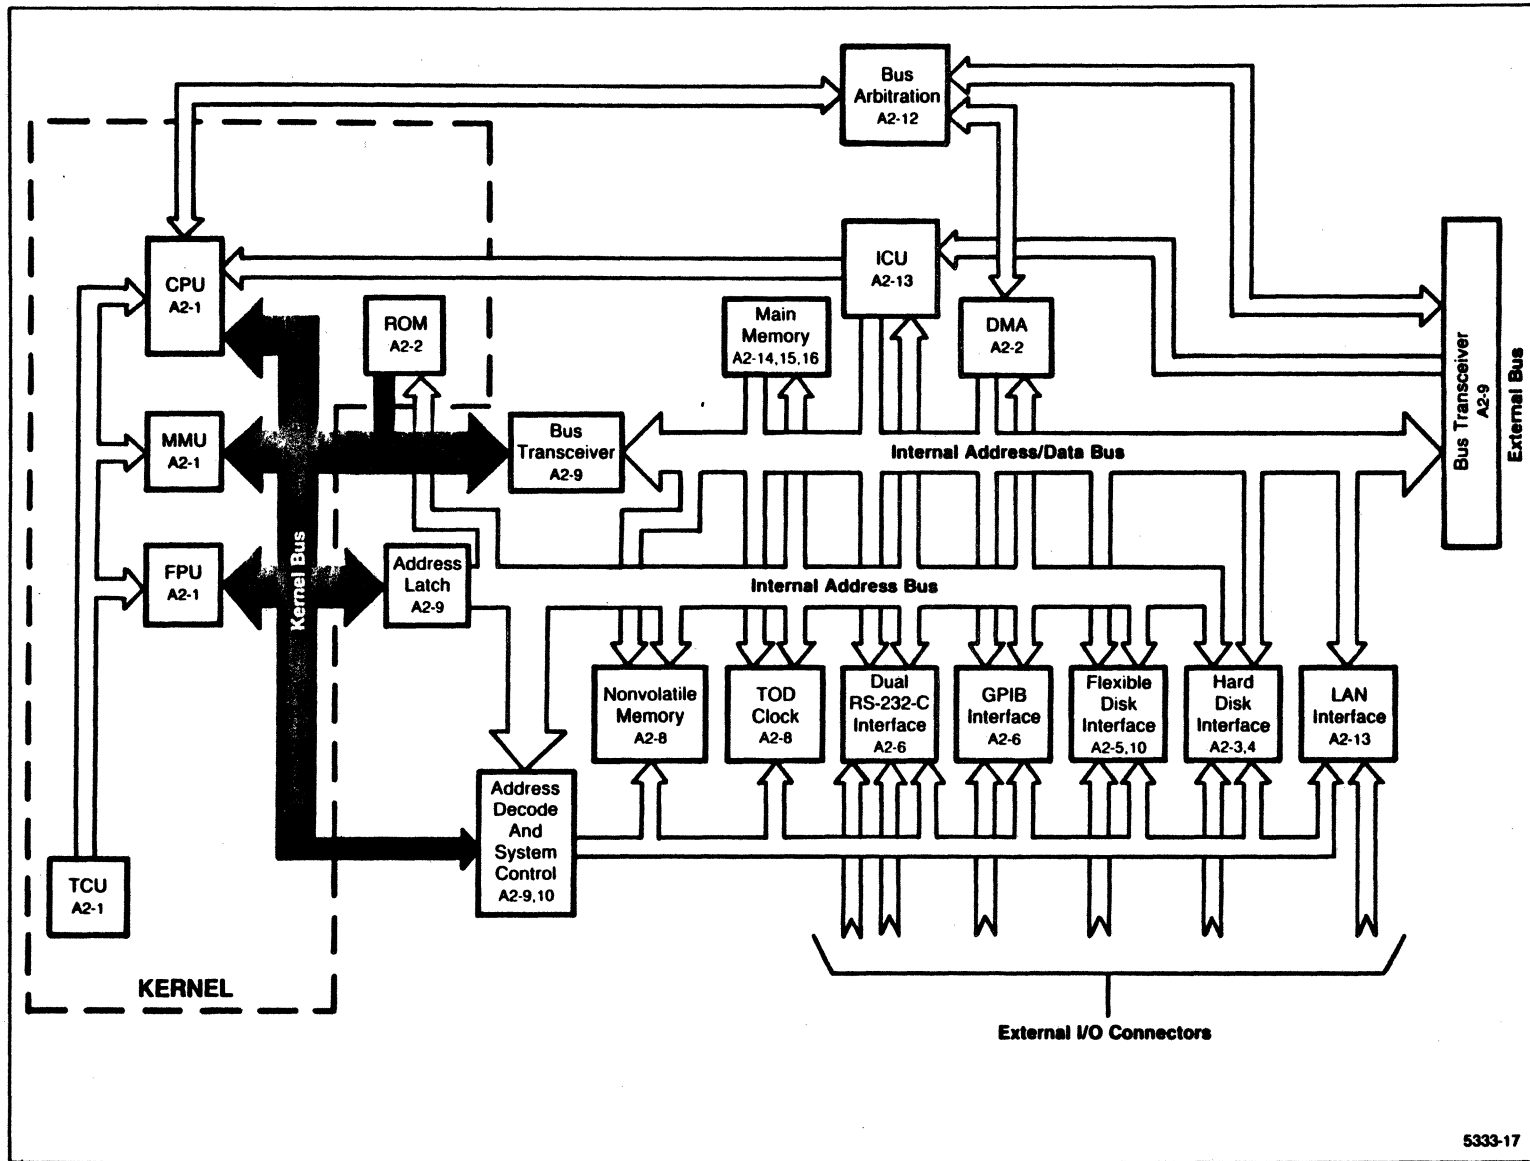 Bus
Arbitration
A2-12
CPU
A2-1
ROM
A2-2
Main
Memory
A2-14,15,16
ICU
A2-13
DMA
A2-2
Bus Transceiver
A2-9
External Bus
MMU
A2-1
Bus
Transceiver
A2-9
Internal Address/Data Bus
FPU
A2-1
Kernel Bus
Address
Latch
A2-9
Internal Address Bus
Nonvolatile
Memory
A2-8
TOD
Clock
A2-8
Dual
RS-232-C
Interface
A2-6
GPIB
Interface
A2-6
Flexible
Disk
Interface
A2-5,10
Hard
Disk
Interface
A2-3,4
LAN
Interface
A2-13
Address
Decode
And
System
Control
A2-9,10
TCU
A2-1
KERNEL
External I/O Connectors
5333-17